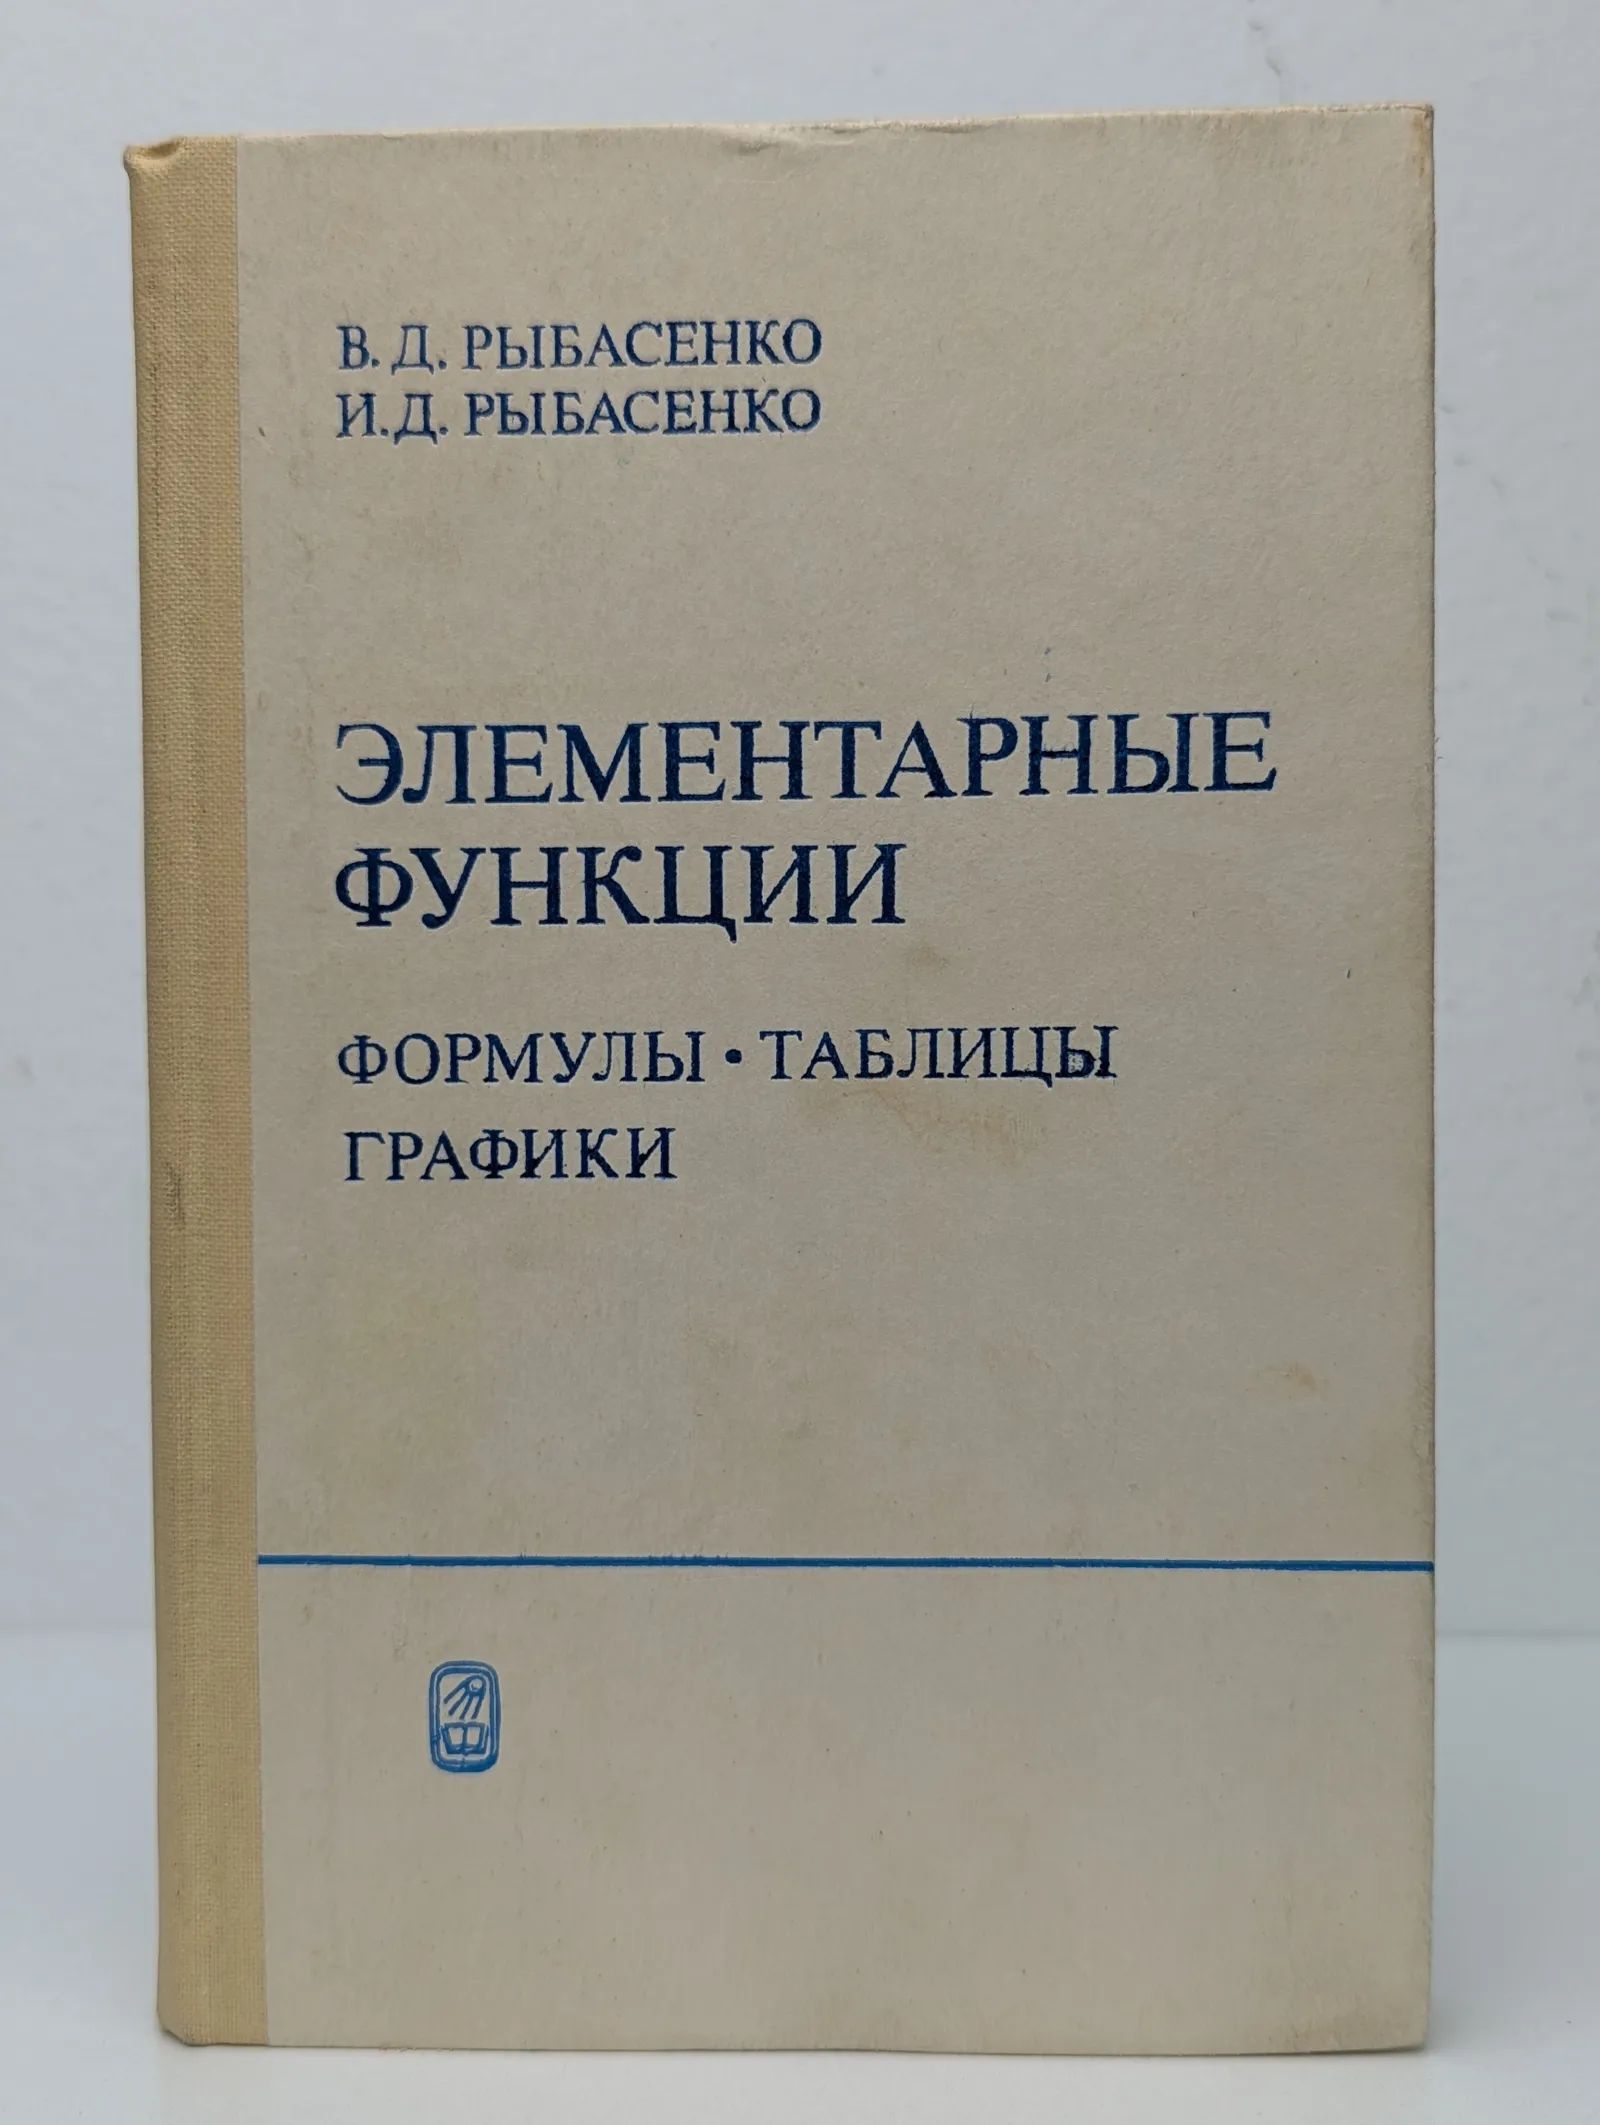 В. Д. РЫБАСЕНКО
И. Д. РЫБАСЕНКО
ЭЛЕМЕНТАРНЫЕ
ФУНКЦИИ
ФОРМУЛЫ • ТАБЛИЦЫ
ГРАФИКИ